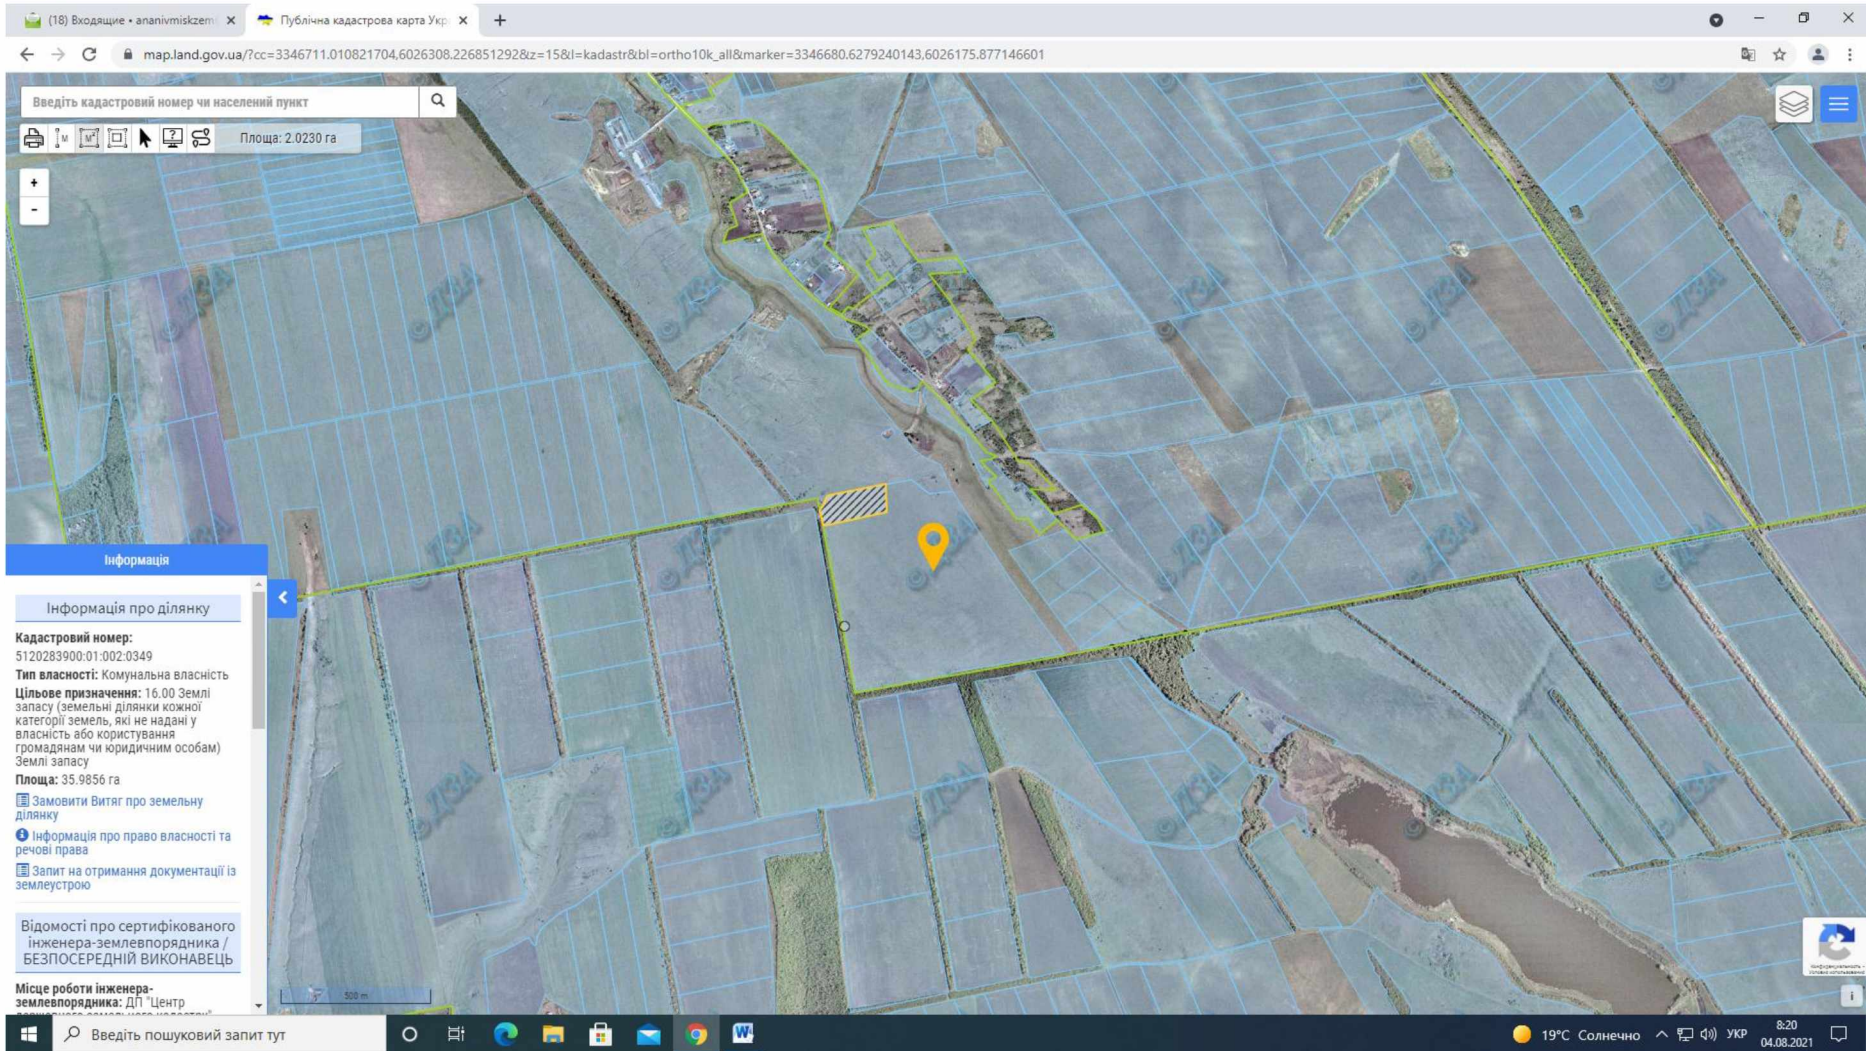 (18) Входящие • ananivmiskzem
Публічна кадастрова карта Укр
map.land.gov.ua/?cc=3346711.010821704,6026308.226851292&z=15&l=kadastr&bl=ortho10k_all&marker=3346680.6279240143,6026175.877146601
Введіть кадастровий номер чи населений пункт
Площа: 2.0230 га
+
-
© ДЗА
Інформація
Інформація про ділянку
Кадастровий номер:
5120283900:01:002:0349
Тип власності: Комунальна власність
Цільове призначення: 16.00 Землі
запасу (земельні ділянки кожної
категорії земель, які не надані у
власність або користування
громадянам чи юридичним особам)
Землі запасу
Площа: 35.9856 га
Замовити Витяг про земельну
ділянку
Інформація про право власності та
речові права
Запит на отримання документації із
землеустрою
Відомості про сертифікованого
інженера-землевпорядника /
БЕЗПОСЕРЕДНІЙ ВИКОНАВЕЦЬ
Місце роботи інженера-
землевпорядника: ДП "Центр
державного земельного кадастру"
500 m
Введіть пошуковий запит тут
19°C Солнечно
УКР
8:20
04.08.2021